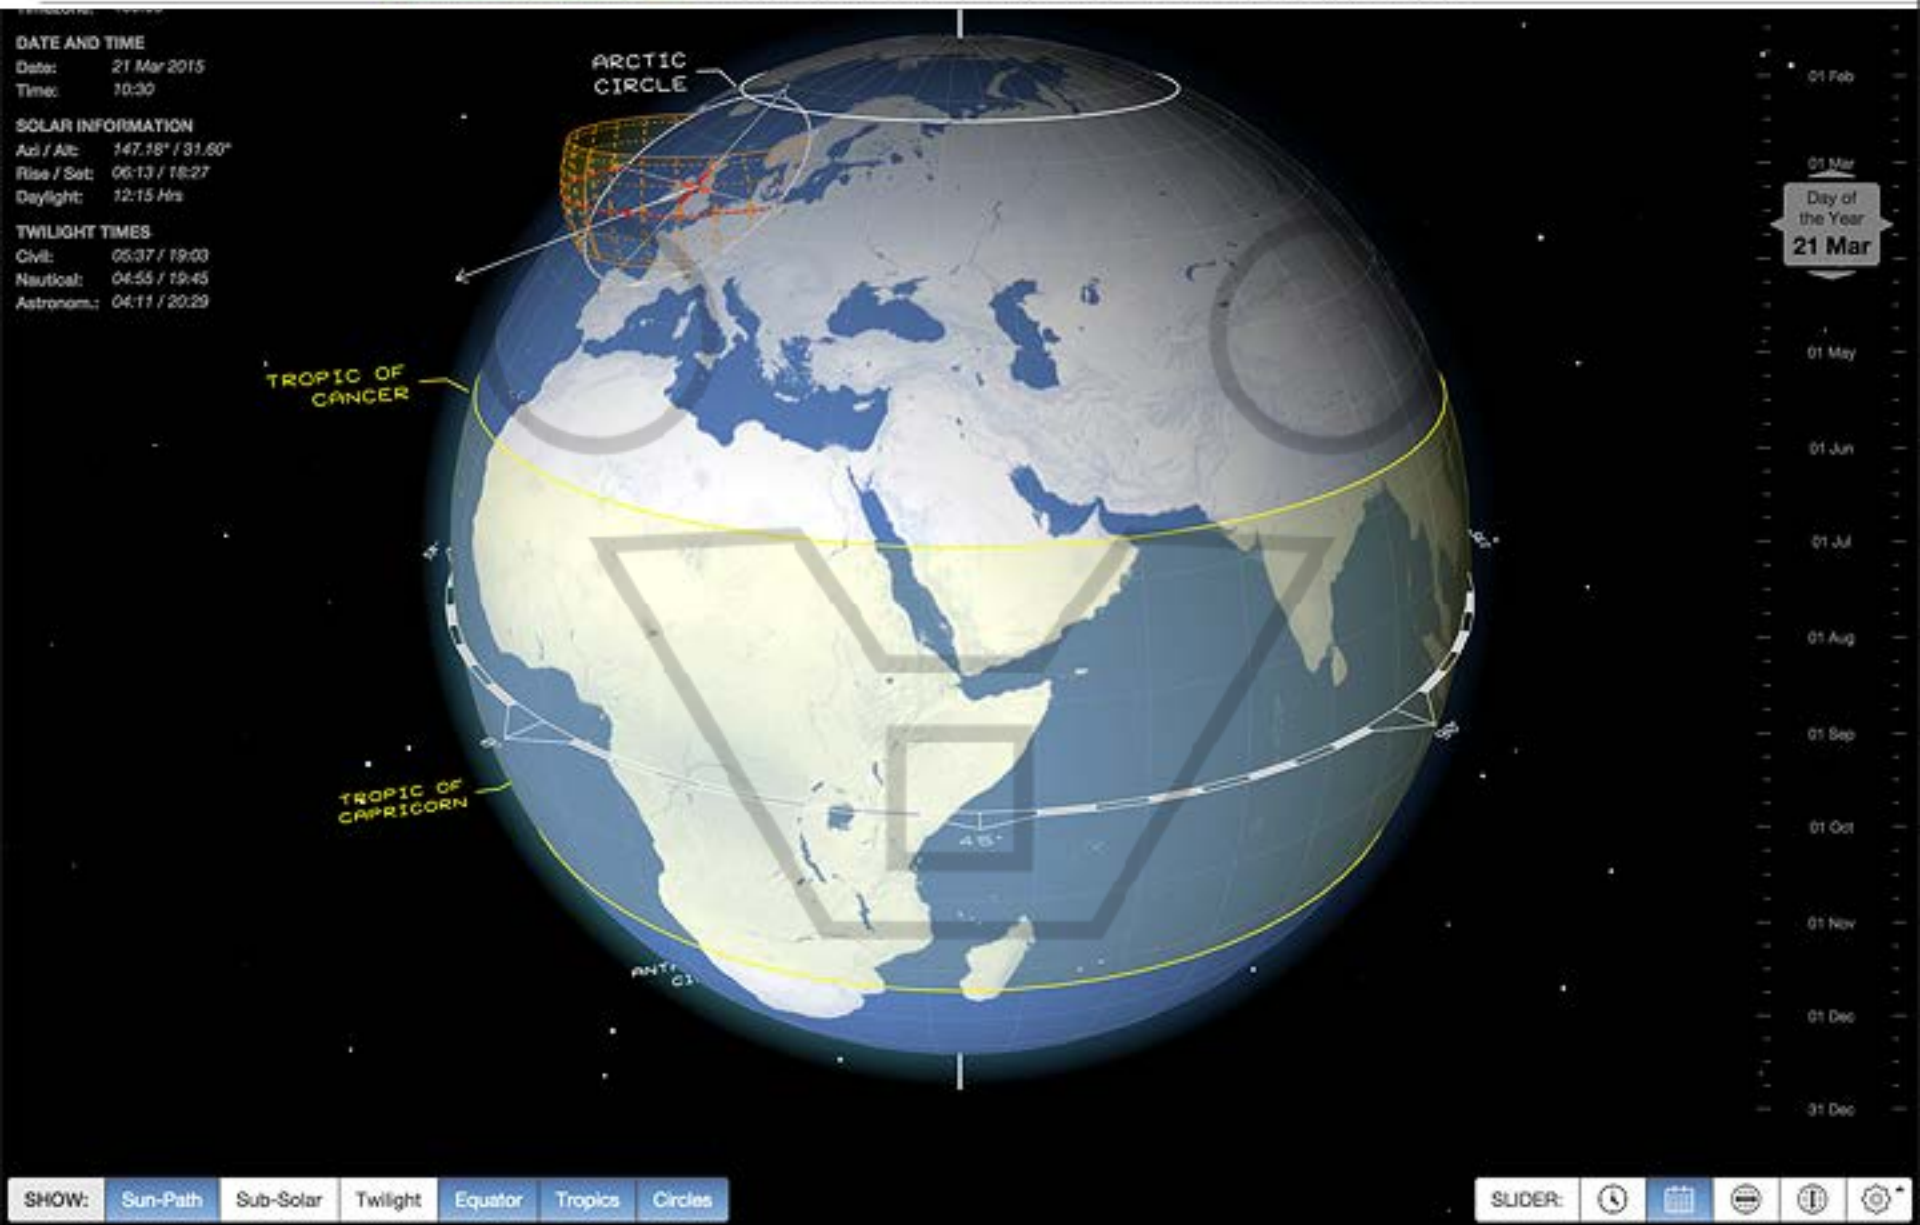 DATE AND TIME
Date: 21 Mar 2015
Time: 10:30
SOLAR INFORMATION
Azi / Alt: 147.18° / 31.60°
Rise / Set: 06:13 / 18:27
Daylight: 12:15 Hrs
TWILIGHT TIMES
Civil: 05:37 / 19:03
Nautical: 04:55 / 19:45
Astronom.: 04:11 / 20:29
ARCTIC
CIRCLE
TROPIC OF
CANCER
TROPIC OF
CAPRICORN
45°
01 Feb
01 Mar
Day of
the Year
21 Mar
01 May
01 Jun
01 Jul
01 Aug
01 Sep
01 Oct
01 Nov
01 Dec
31 Dec
SHOW: Sun-Path Sub-Solar Twilight Equator Tropics Circles
SLIDER: